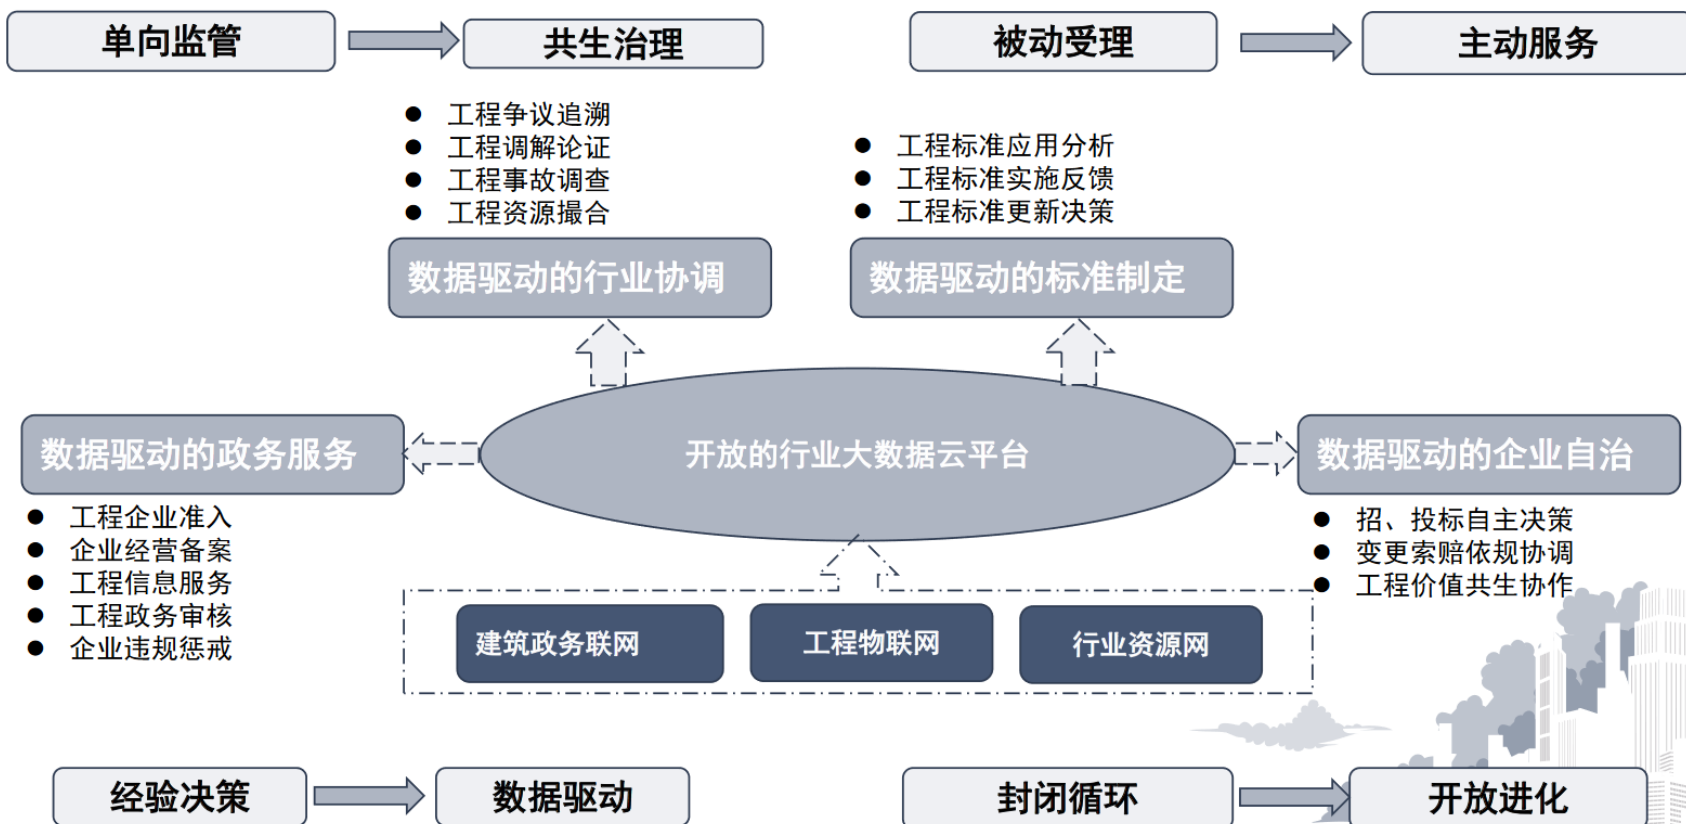 单向监管
共生治理
被动受理
主动服务
工程争议追溯
工程调解论证
工程事故调查
工程资源撮合
工程标准应用分析
工程标准实施反馈
工程标准更新决策
数据驱动的行业协调
数据驱动的标准制定
数据驱动的政务服务
开放的行业大数据云平台
数据驱动的企业自治
工程企业准入
企业经营备案
工程信息服务
工程政务审核
企业违规惩戒
招、投标自主决策
变更索赔依规协调
工程价值共生协作
建筑政务联网
工程物联网
行业资源网
经验决策
数据驱动
封闭循环
开放进化